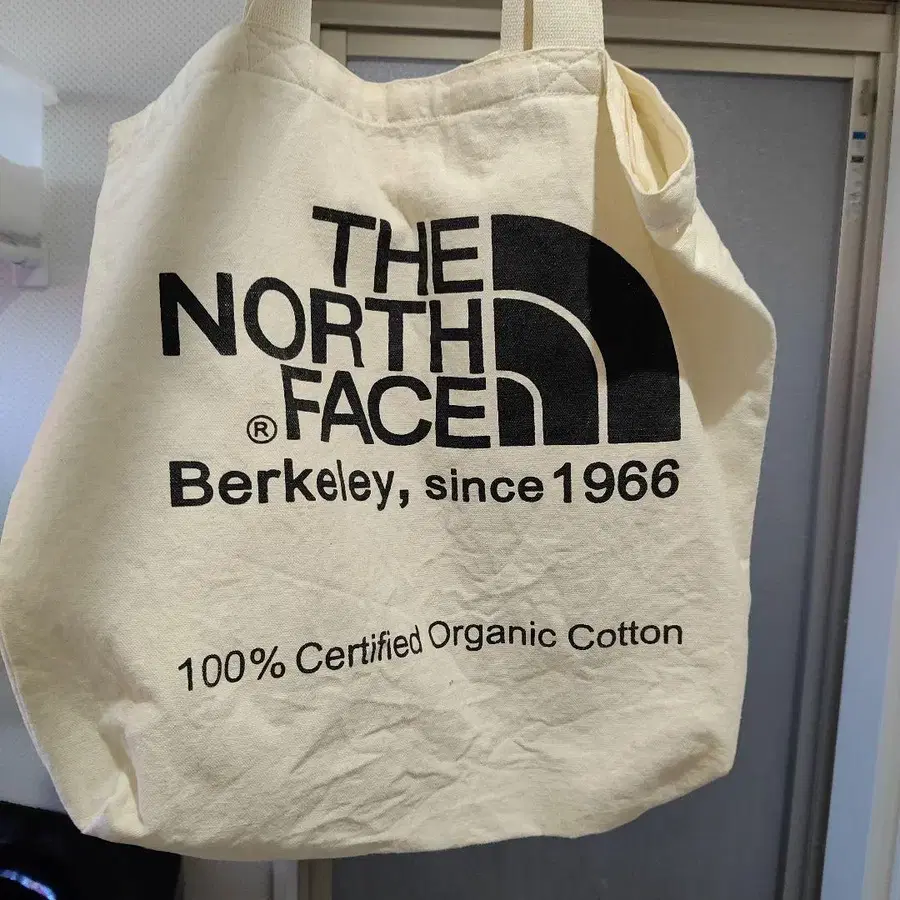 THE
NORTH
® FACE
Berkeley, since 1966
100% Certified Organic Cotton